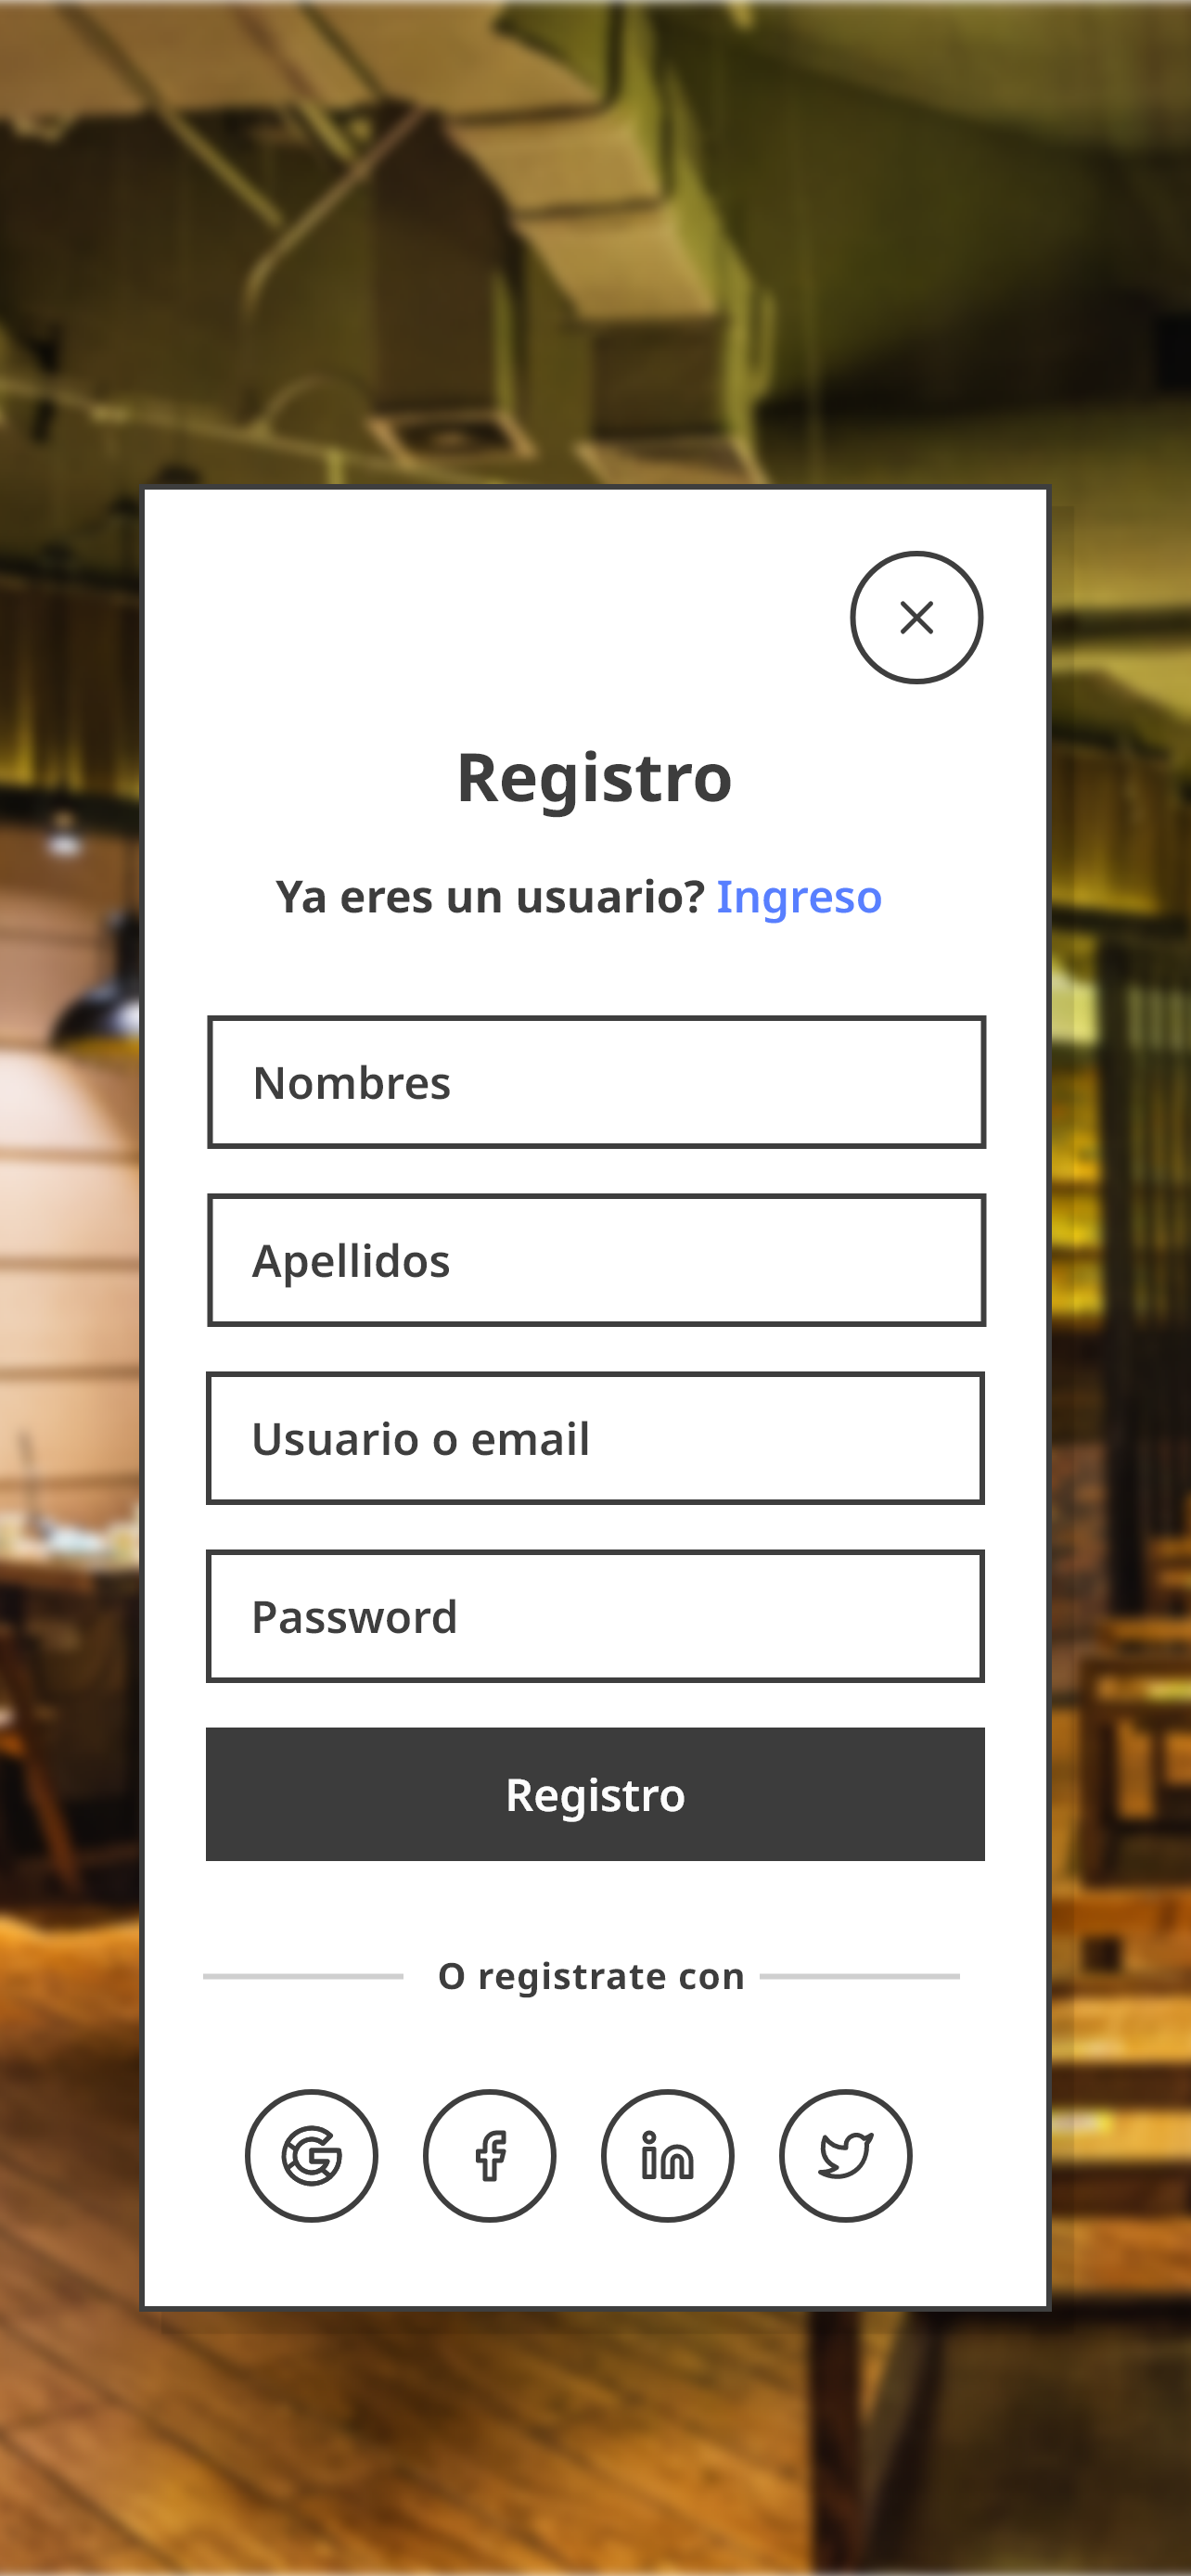 Registro
Ya eres un usuario? Ingreso
Nombres
Apellidos
Usuario o email
Password
Registro
O registrate con